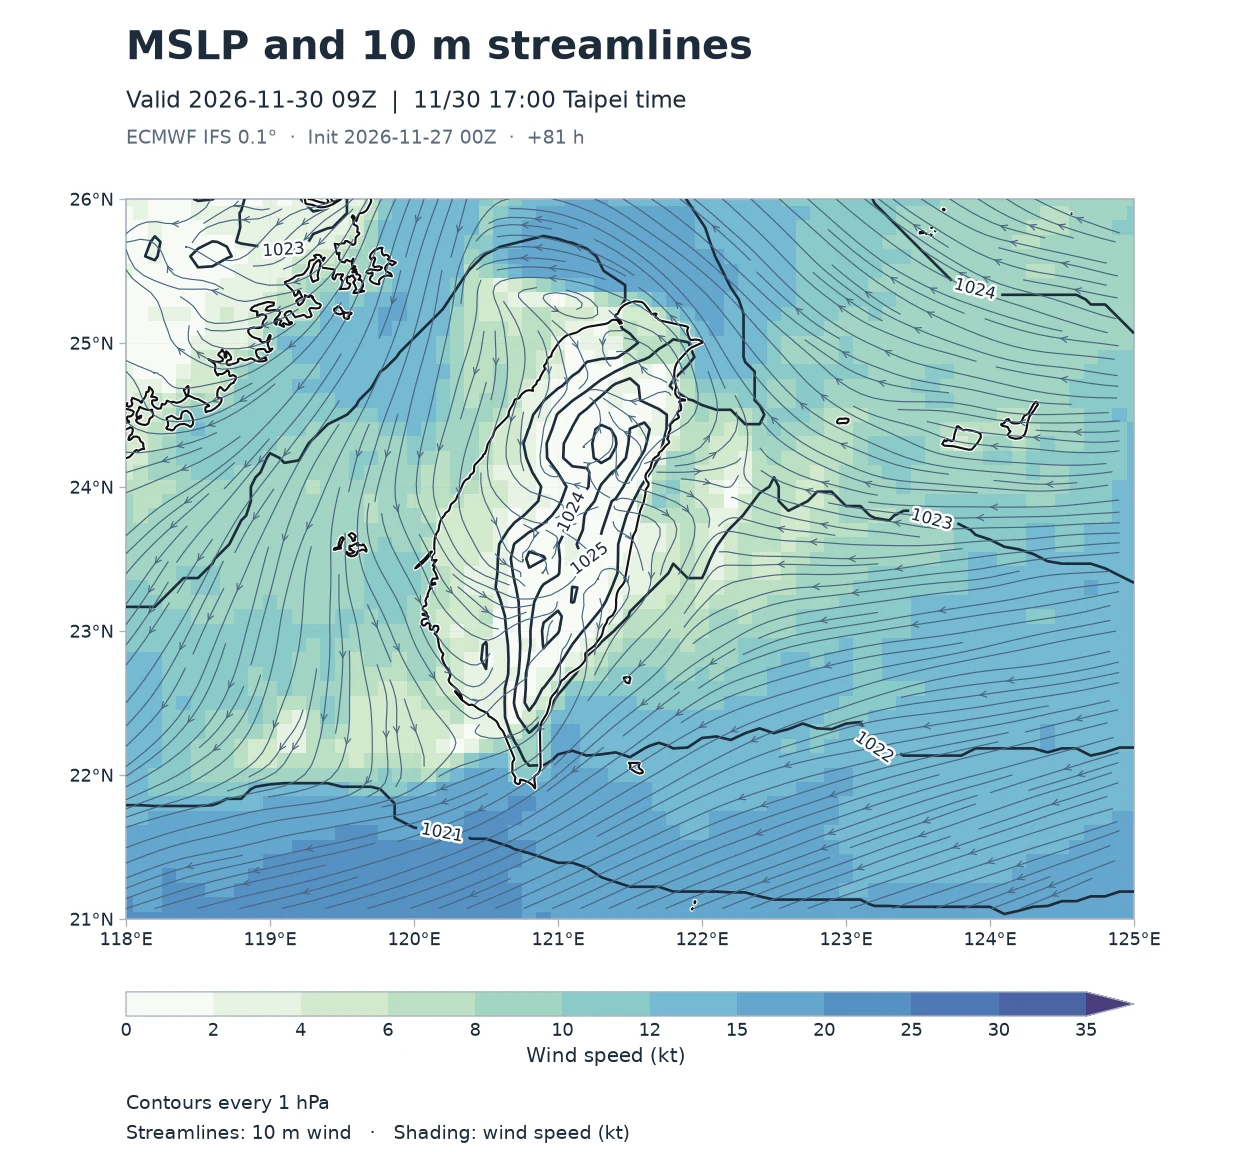 MSLP and 10 m streamlines
Valid 2026-11-30 09Z | 11/30 17:00 Taipei time
ECMWF IFS 0.1° · Init 2026-11-27 00Z · +81 h
26°N
25°N
24°N
23°N
22°N
21°N
1023
1024
1024
1023
1025
1022
1021
118°E 119°E 120°E 121°E 122°E 123°E 124°E 125°E
0 2 4 6 8 10 12 15 20 25 30 35
Wind speed (kt)
Contours every 1 hPa
Streamlines: 10 m wind · Shading: wind speed (kt)